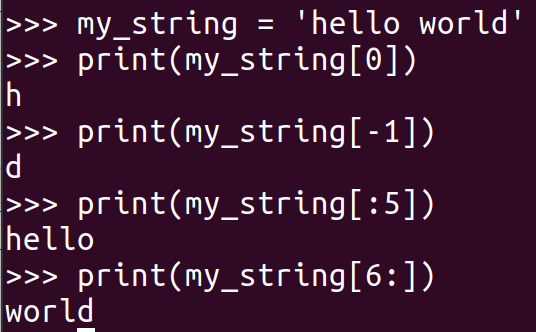 >>> my_string = 'hello world'
>>> print(my_string[0])
h
>>> print(my_string[-1])
d
>>> print(my_string[:5])
hello
>>> print(my_string[6:])
world